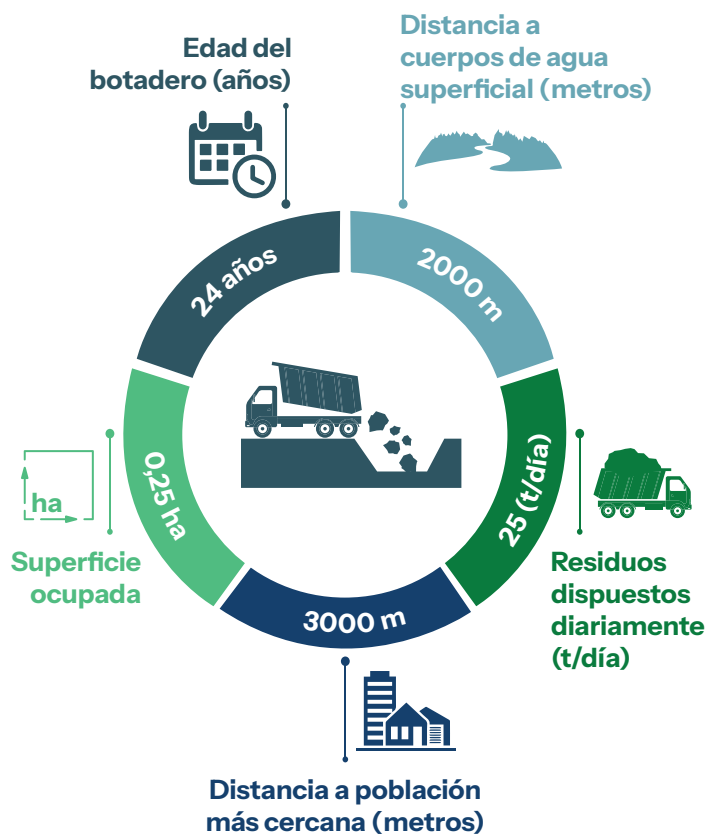 Edad del
botadero (años)
Distancia a
cuerpos de agua
superficial (metros)
24 años
2000 m
0,25 ha
25 (t/día)
3000 m
ha
Superficie
ocupada
Residuos
dispuestos
diariamente
(t/día)
Distancia a población
más cercana (metros)